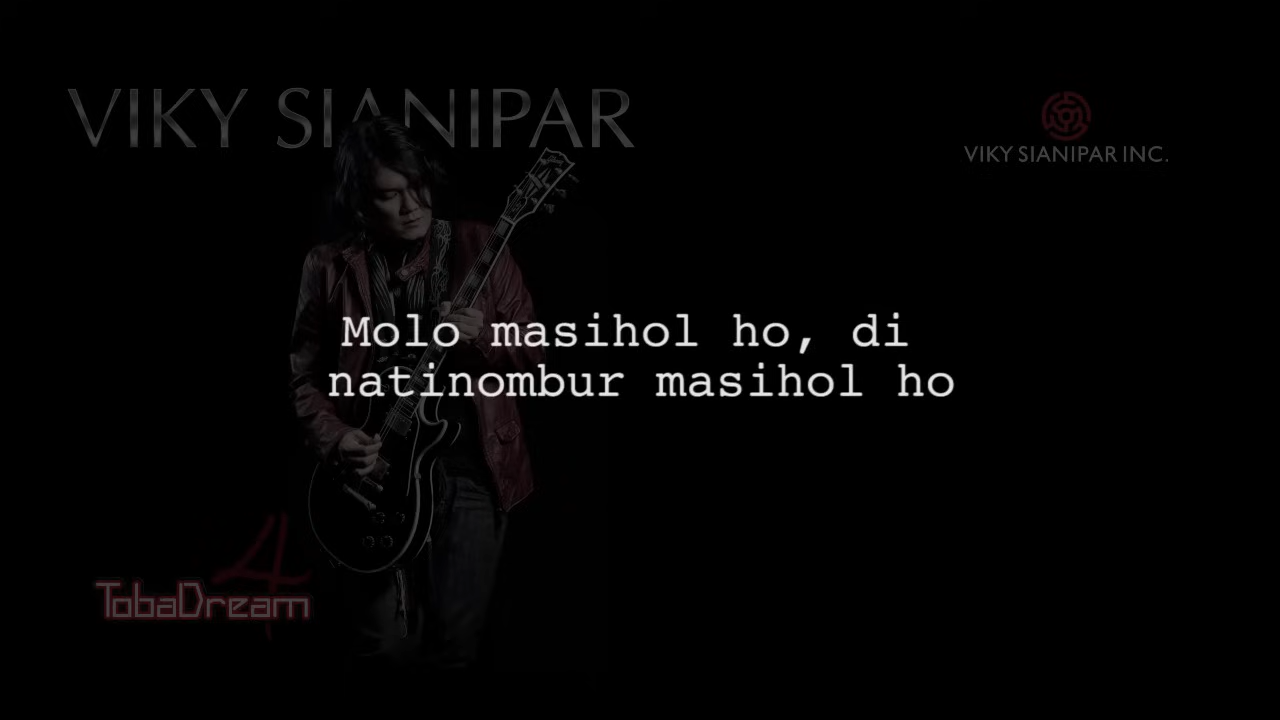 VIKY SIANIPAR
VIKY SIANIPAR INC.
Molo masihol ho, di
natinombur masihol ho
4
TobaDream